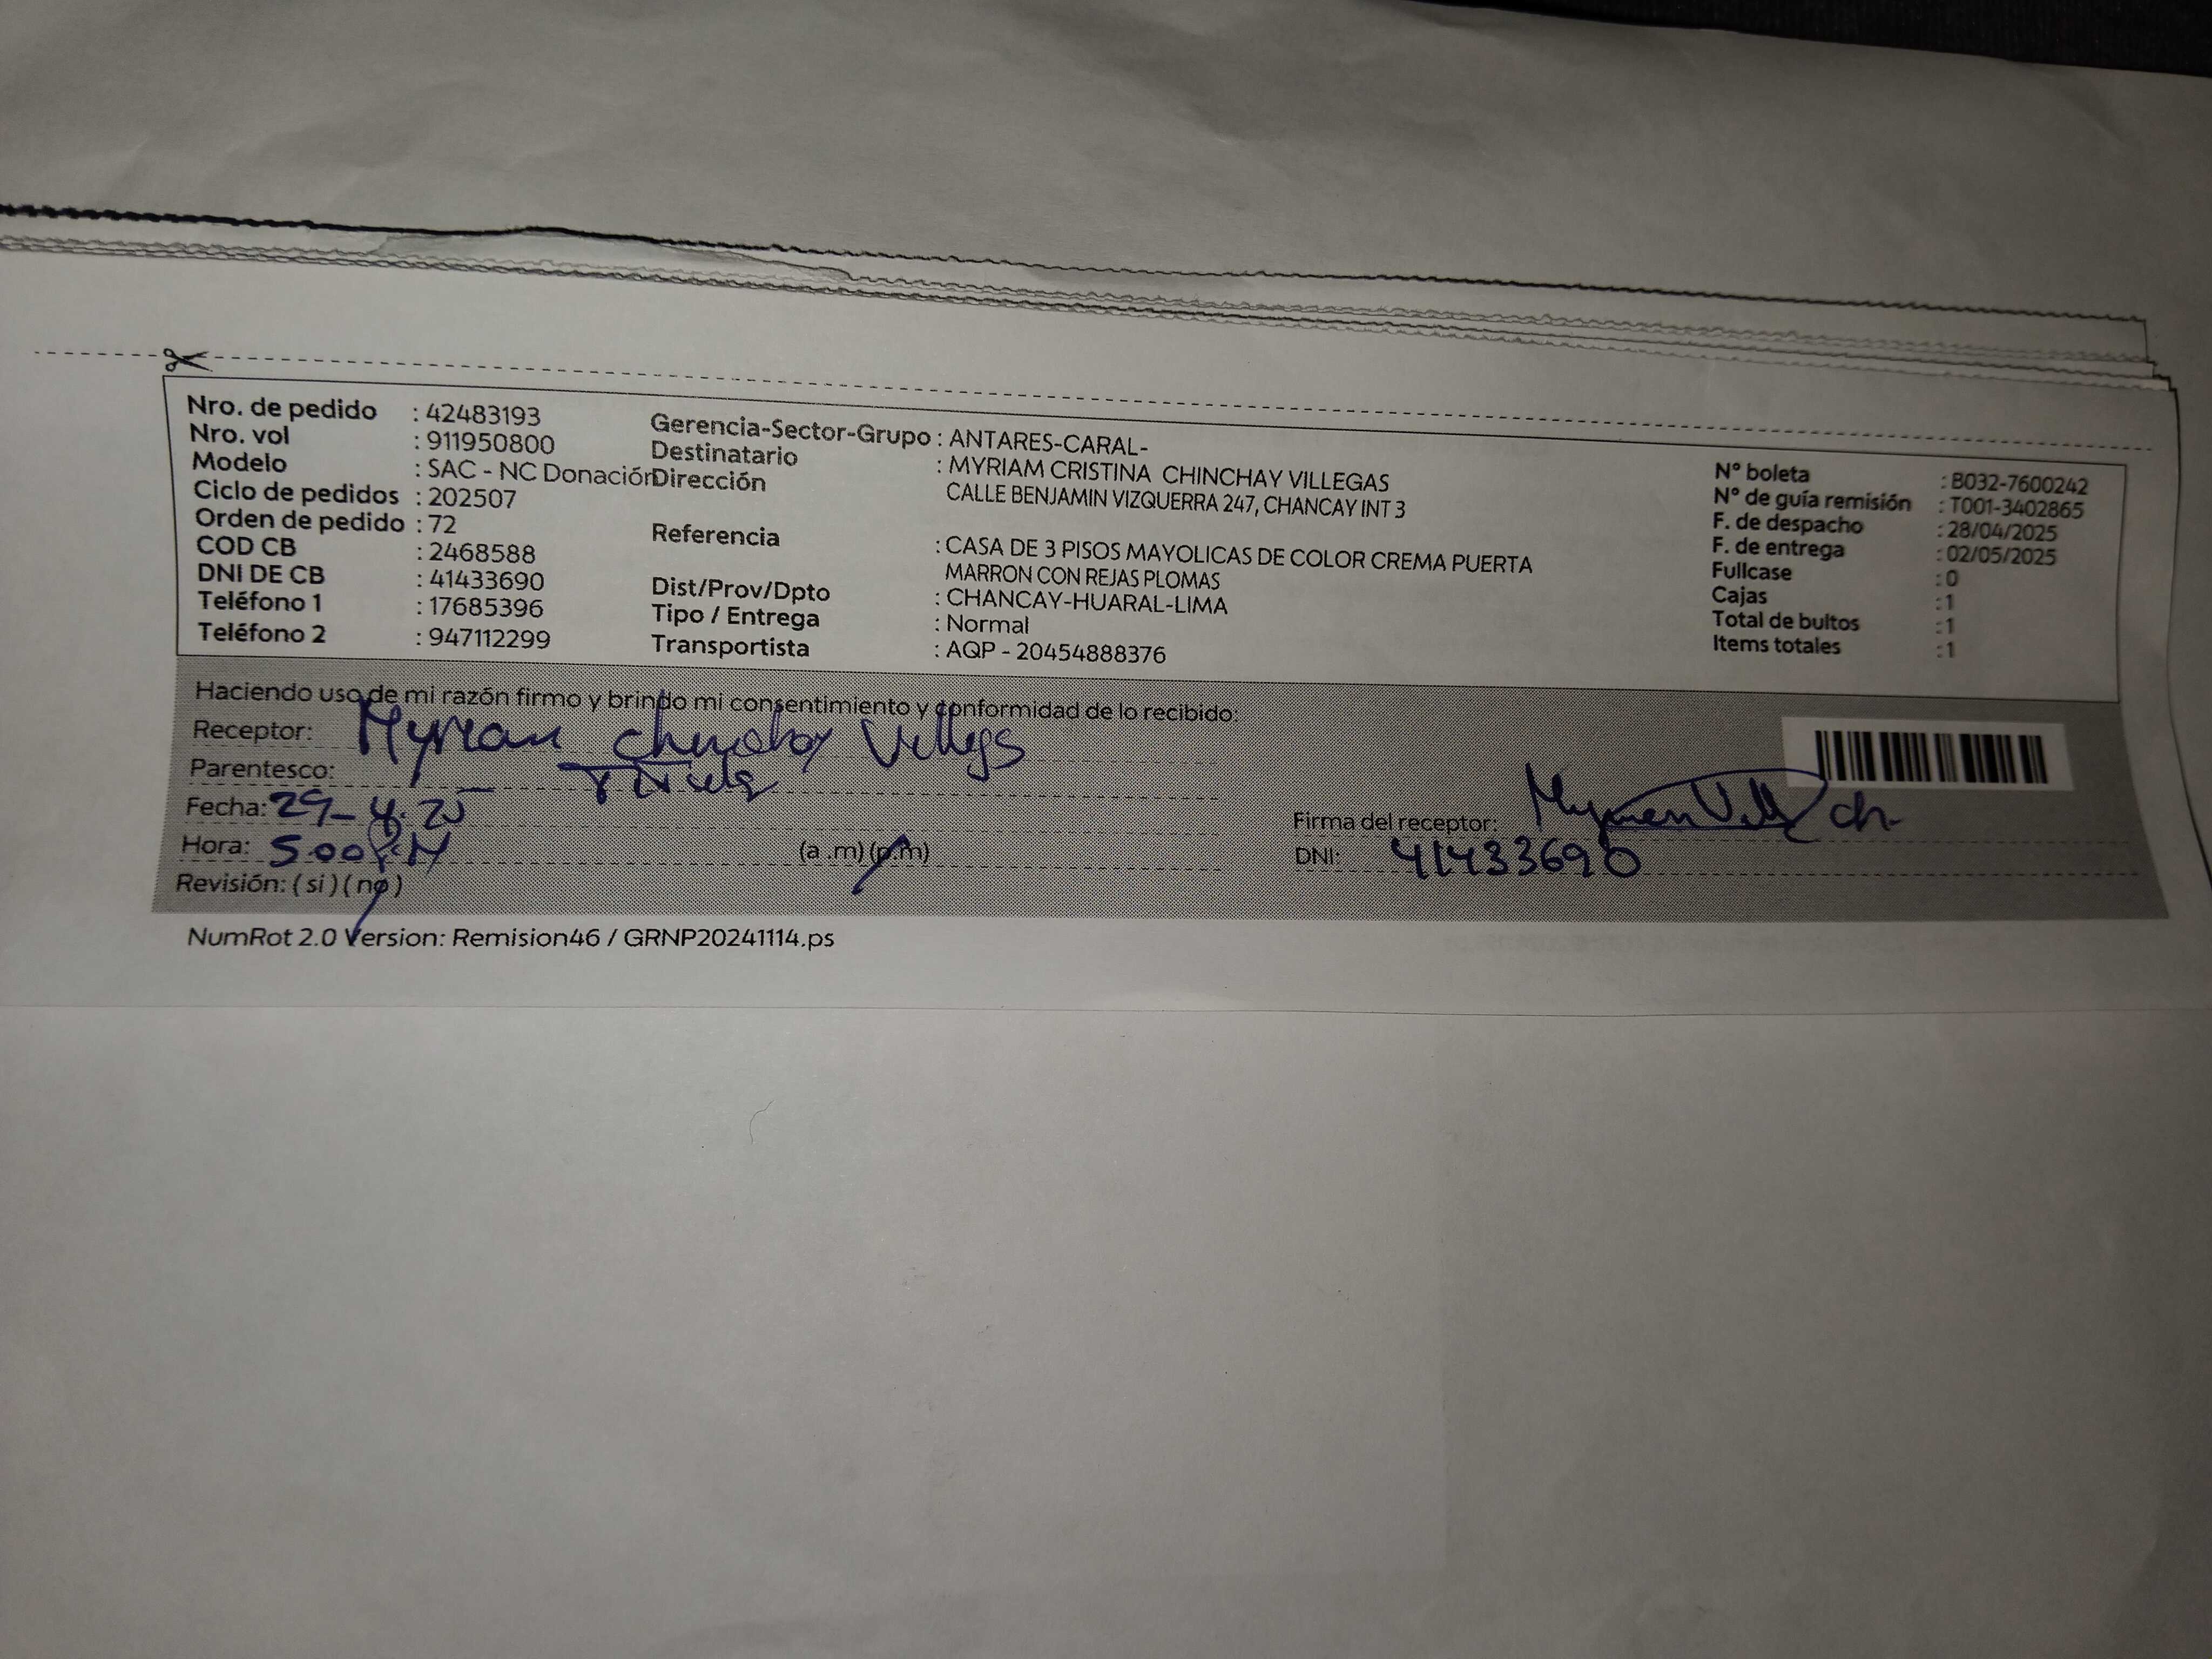 Nro. de pedido : 42483193
Nro. vol : 911950800
Modelo : SAC - NC Donación
Ciclo de pedidos : 202507
Orden de pedido : 72
COD CB : 2468588
DNI DE CB : 41433690
Teléfono 1 : 17685396
Teléfono 2 : 947112299
Gerencia-Sector-Grupo : ANTARES-CARAL-
Destinatario : MYRIAM CRISTINA CHINCHAY VILLEGAS
Dirección CALLE BENJAMIN VIZQUERRA 247, CHANCAY INT 3
Referencia : CASA DE 3 PISOS MAYOLICAS DE COLOR CREMA PUERTA
MARRON CON REJAS PLOMAS
Dist/Prov/Dpto : CHANCAY-HUARAL-LIMA
Tipo / Entrega : Normal
Transportista : AQP - 20454888376
N° boleta : B032-7600242
N° de guía remisión : T001-3402865
F. de despacho : 28/04/2025
F. de entrega : 02/05/2025
Fullcase : 0
Cajas : 1
Total de bultos : 1
Items totales : 1
Haciendo uso de mi razón firmo y brindo mi consentimiento y conformidad de lo recibido:
Receptor: Myriam Chinchay Villegs
Parentesco:
Fecha: 29-4.25
Hora: 5.00 P.M (a .m) (p.m)
Revisión: ( si ) ( no )
Firma del receptor:
DNI: 41433690
NumRot 2.0 Version: Remision46 / GRNP20241114.ps